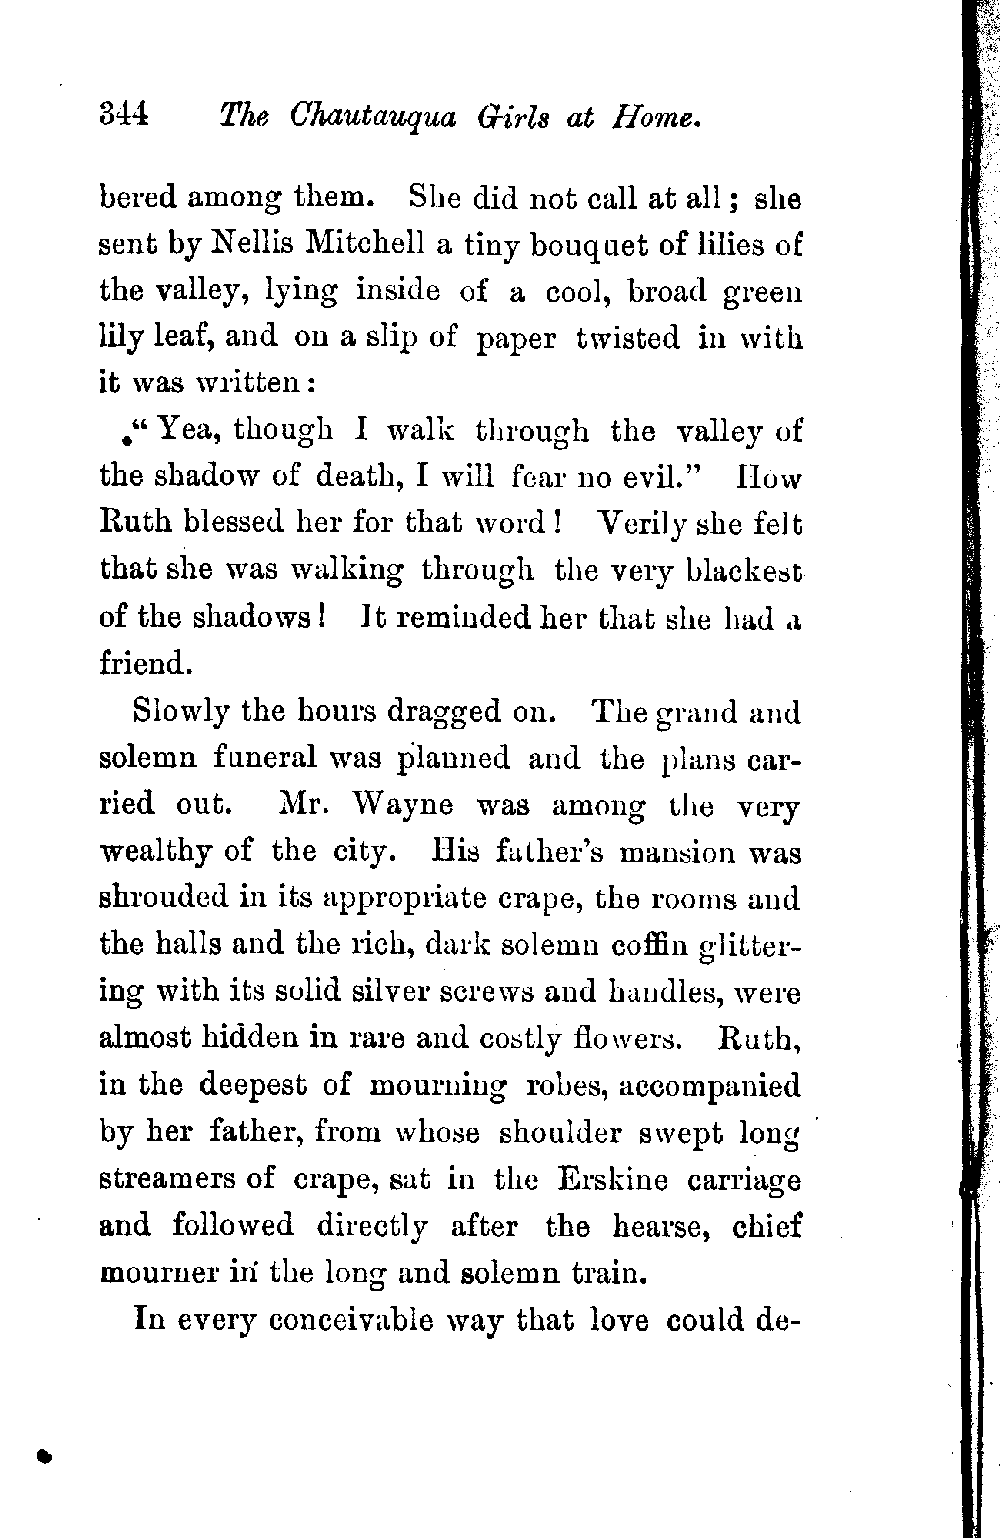 344 The Chautauqua Girls at Home.
bered among them. She did not call at all; she
sent by Nellis Mitchell a tiny bouquet of lilies of
the valley, lying inside of a cool, broad green
lily leaf, and on a slip of paper twisted in with
it was written:
“Yea, though I walk through the valley of
the shadow of death, I will fear no evil.” How
Ruth blessed her for that word! Verily she felt
that she was walking through the very blackest
of the shadows! It reminded her that she had a
friend.
Slowly the hours dragged on. The grand and
solemn funeral was planned and the plans car-
ried out. Mr. Wayne was among the very
wealthy of the city. His father’s mansion was
shrouded in its appropriate crape, the rooms and
the halls and the rich, dark solemn coffin glitter-
ing with its solid silver screws and handles, were
almost hidden in rare and costly flowers. Ruth,
in the deepest of mourning robes, accompanied
by her father, from whose shoulder swept long
streamers of crape, sat in the Erskine carriage
and followed directly after the hearse, chief
mourner in the long and solemn train.
In every conceivable way that love could de-